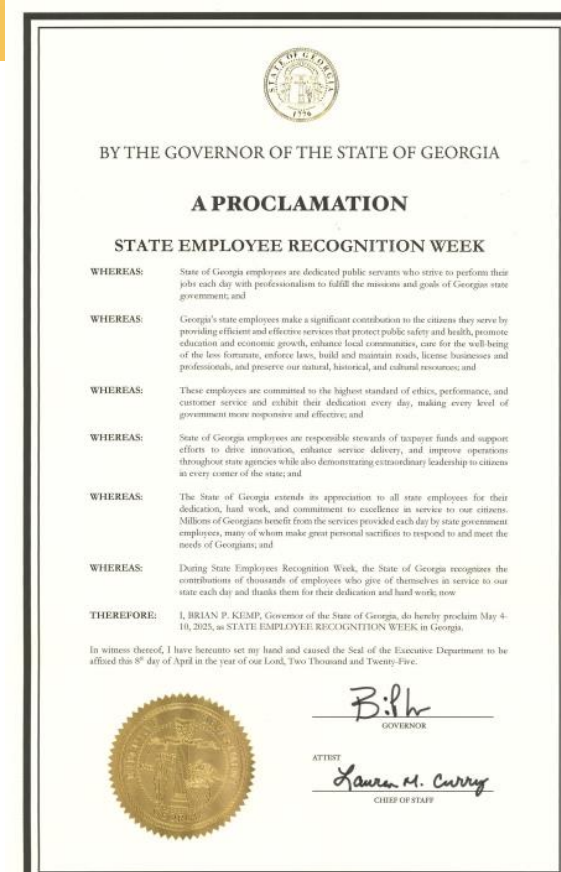 STATE OF GEORGIA
1776
BY THE GOVERNOR OF THE STATE OF GEORGIA
A PROCLAMATION
STATE EMPLOYEE RECOGNITION WEEK
WHEREAS: State of Georgia employees are dedicated public servants who strive to perform their
jobs each day with professionalism to fulfill the missions and goals of Georgias state
government; and
WHEREAS: Georgia's state employees make a significant contribution to the citizens they serve by
providing efficient and effective services that protect public safety and health, promote
education and economic growth, enhance local communities, care for the well-being
of the less fortunate, enforce laws, build and maintain roads, license businesses and
professionals, and preserve our natural, historical, and cultural resources; and
WHEREAS: These employees are committed to the highest standard of ethics, performance, and
customer service and exhibit their dedication every day, making every level of
government more responsive and effective; and
WHEREAS: State of Georgia employees are responsible stewards of taxpayer funds and support
efforts to drive innovation, enhance service delivery, and improve operations
throughout state agencies while also demonstrating extraordinary leadership to citizens
in every corner of the state; and
WHEREAS: The State of Georgia extends its appreciation to all state employees for their
dedication, hard work, and commitment to excellence in service to our citizens.
Millions of Georgians benefit from the services provided each day by state government
employees, many of whom make great personal sacrifices to respond to and meet the
needs of Georgians; and
WHEREAS: During State Employees Recognition Week, the State of Georgia recognizes the
contributions of thousands of employees who give of themselves in service to our
state each day and thanks them for their dedication and hard work; now
THEREFORE: I, BRIAN P. KEMP, Governor of the State of Georgia, do hereby proclaim May 4-
10, 2025, as STATE EMPLOYEE RECOGNITION WEEK in Georgia.
In witness thereof, I have hereunto set my hand and caused the Seal of the Executive Department to be
affixed this 8th day of April in the year of our Lord, Two Thousand and Twenty-Five.
GOVERNOR
ATTEST
Lauren M. Curry
CHIEF OF STAFF